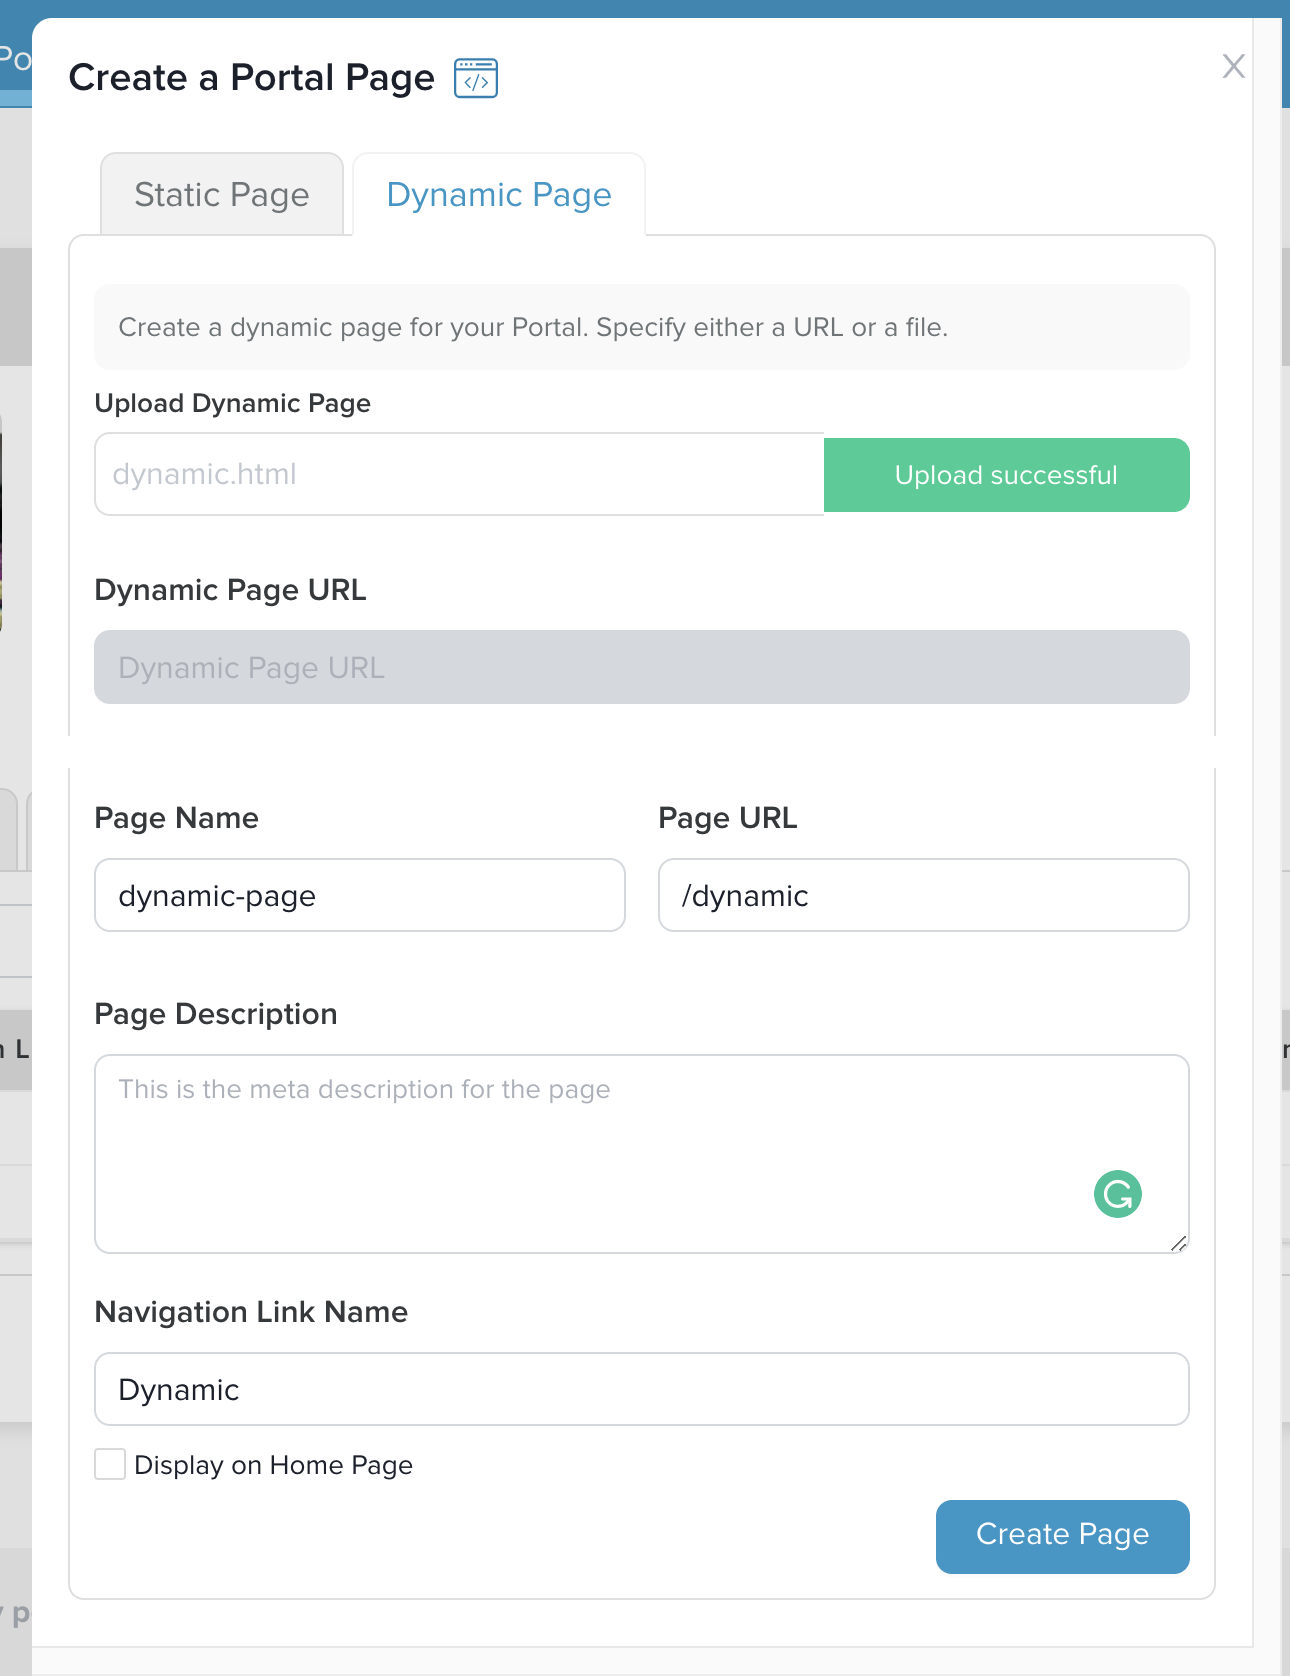 Create a Portal Page </>
X
Static Page
Dynamic Page
Create a dynamic page for your Portal. Specify either a URL or a file.
Upload Dynamic Page
dynamic.html
Upload successful
Dynamic Page URL
Dynamic Page URL
Page Name
Page URL
dynamic-page
/dynamic
Page Description
This is the meta description for the page
Navigation Link Name
Dynamic
Display on Home Page
Create Page